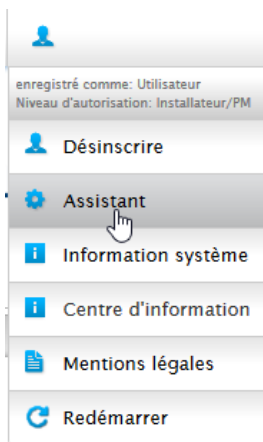 enregistré comme: Utilisateur
Niveau d'autorisation: Installateur/PM
Désinscrire
Assistant
Information système
Centre d'information
Mentions légales
Redémarrer